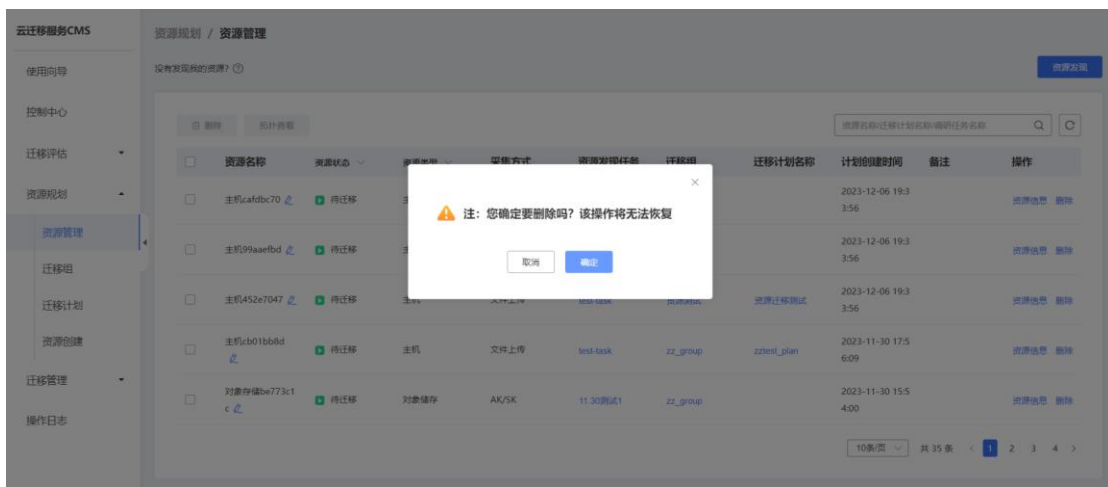 云迁移服务CMS
资源规划 / 资源管理
使用向导
没有发现我的资源?
资源发现
控制中心
删除
拓扑查看
资源名称/迁移计划名称/调研任务名称
迁移评估
资源名称 资源状态 资源类型 采集方式 资源发现任务 迁移组 迁移计划名称 计划创建时间 备注 操作
资源规划
主机cafdbc70 待迁移 2023-12-06 19:3
3:56
资源信息 删除
注:您确定要删除吗?该操作将无法恢复
资源管理
主机99aaefbd 待迁移 2023-12-06 19:3
3:56
资源信息 删除
取消 确定
迁移组
迁移计划
主机452e7047 待迁移 主机 文件上传 test-task 资源测试 资源迁移测试 2023-12-06 19:3
3:56
资源信息 删除
资源创建
主机cb01bb8d 待迁移 主机 文件上传 test-task zz_group zztest_plan 2023-11-30 17:5
6:09
资源信息 删除
迁移管理
对象存储be773c1
c
待迁移 对象储存 AK/SK 11.30测试1 zz_group 2023-11-30 15:5
4:00
资源信息 删除
操作日志
10条/页 共 35 条 < 1 2 3 4 >